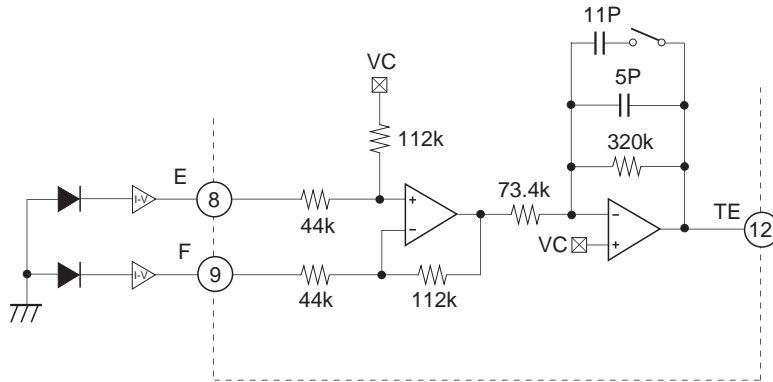 11P
VC
5P
112k
320k
E
I-V
8
44k
+
−
73.4k
−
+
VC
TE
12
F
I-V
9
44k
112k